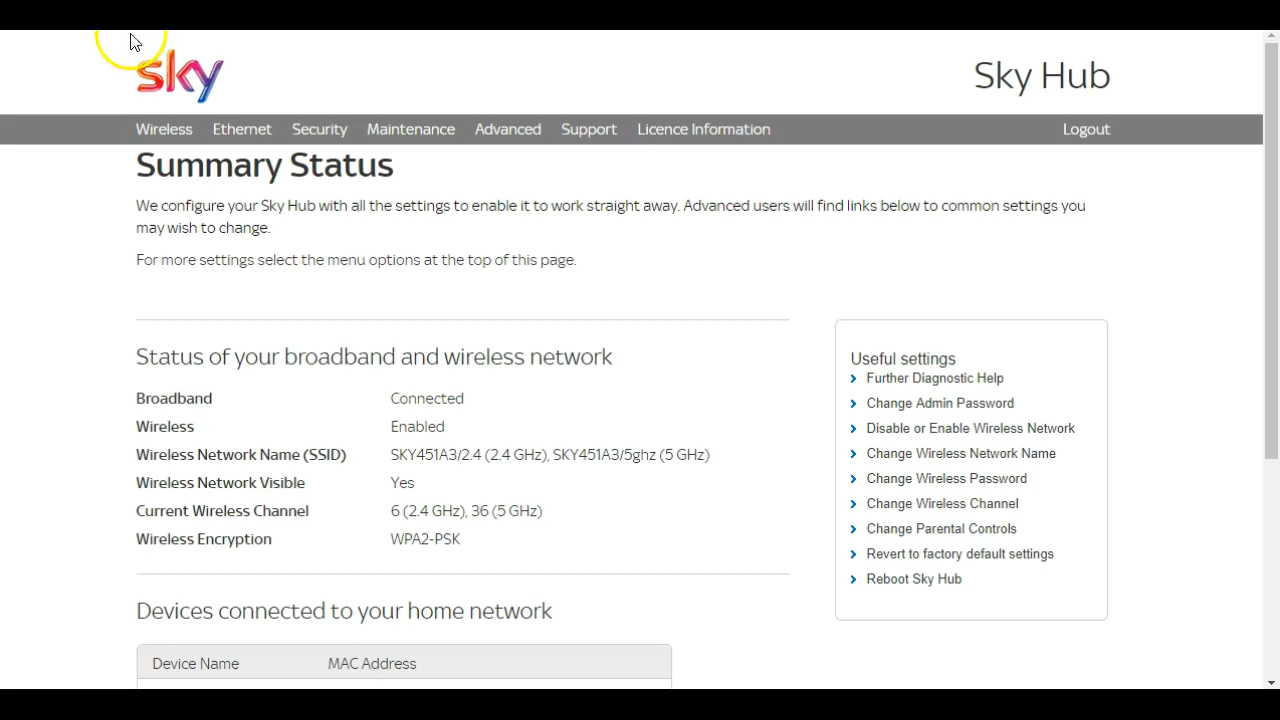 sky
Sky Hub
Wireless Ethernet Security Maintenance Advanced Support Licence Information Logout
Summary Status
We configure your Sky Hub with all the settings to enable it to work straight away. Advanced users will find links below to common settings you
may wish to change.
For more settings select the menu options at the top of this page.
Status of your broadband and wireless network
Broadband Connected
Wireless Enabled
Wireless Network Name (SSID) SKY451A3/2.4 (2.4 GHz), SKY451A3/5ghz (5 GHz)
Wireless Network Visible Yes
Current Wireless Channel 6 (2.4 GHz), 36 (5 GHz)
Wireless Encryption WPA2-PSK
Useful settings
Further Diagnostic Help
Change Admin Password
Disable or Enable Wireless Network
Change Wireless Network Name
Change Wireless Password
Change Wireless Channel
Change Parental Controls
Revert to factory default settings
Reboot Sky Hub
Devices connected to your home network
Device Name MAC Address